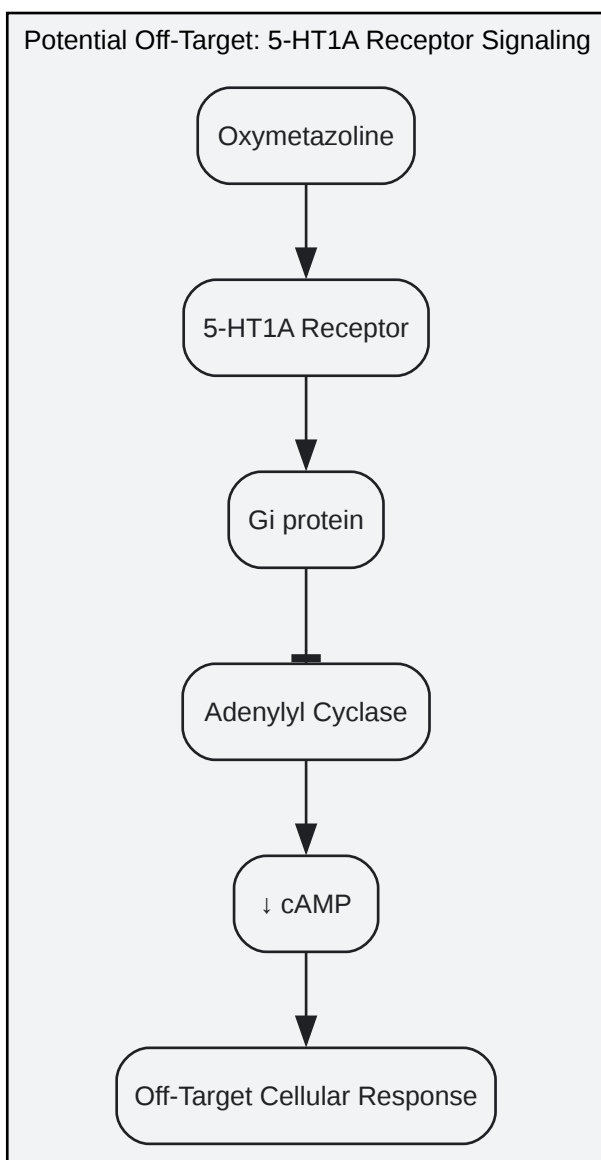 Potential Off-Target: 5-HT1A Receptor Signaling
Oxymetazoline
5-HT1A Receptor
Gi protein
Adenylyl Cyclase
↓ cAMP
Off-Target Cellular Response